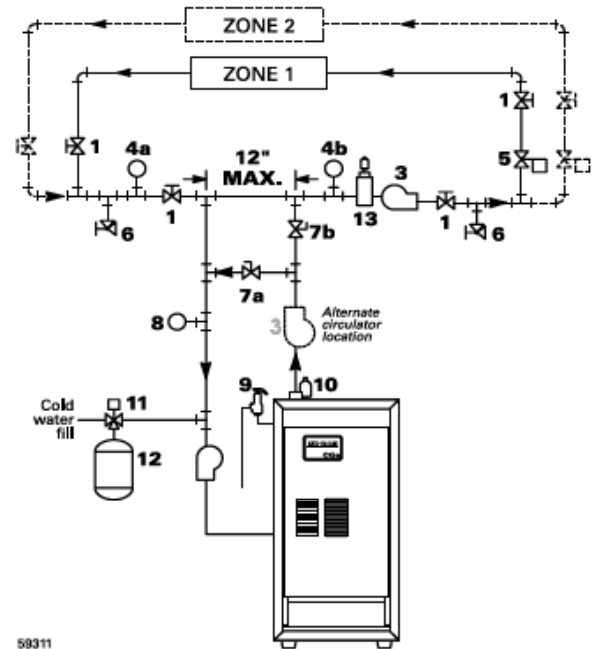 ZONE 2
ZONE 1
1
1
4a
12"
MAX.
4b
3
5
6
1
13
1
6
7b
7a
8
3
Alternate
circulator
location
9
10
11
Cold
water
fill
12
59311